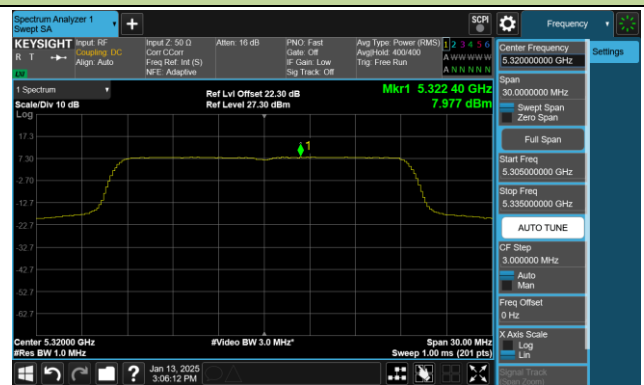 Spectrum Analyzer 1
Swept SA
SCPI
Frequency
KEYSIGHT
R T
Input: RF
Coupling: DC
Align: Auto
Input Z: 50 Ω
Corr CCorr
Freq Ref: Int (S)
NFE: Adaptive
Atten: 16 dB
PNO: Fast
Gate: Off
IF Gain: Low
Sig Track: Off
Avg Type: Power (RMS)
Avg|Hold: 400/400
Trig: Free Run
1 2 3 4 5 6
A W W W W W
A N N N N N
Center Frequency
5.320000000 GHz
Settings
Span
30.0000000 MHz
Swept Span
Zero Span
Full Span
Start Freq
5.305000000 GHz
Stop Freq
5.335000000 GHz
AUTO TUNE
CF Step
3.000000 MHz
Auto
Man
Freq Offset
0 Hz
X Axis Scale
Log
Lin
Signal Track
(Span Zoom)
1 Spectrum
Scale/Div 10 dB
Log
Ref Lvl Offset 22.30 dB
Ref Level 27.30 dBm
Mkr1 5.322 40 GHz
7.977 dBm
1
17.3
7.30
-2.70
-12.7
-22.7
-32.7
-42.7
-52.7
-62.7
Center 5.32000 GHz
#Res BW 1.0 MHz
#Video BW 3.0 MHz*
Span 30.00 MHz
Sweep 1.00 ms (201 pts)
Jan 13, 2025
3:06:12 PM